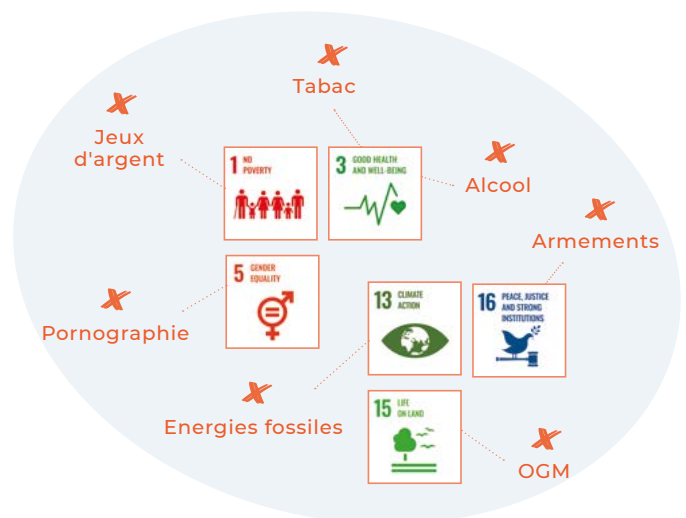 Tabac
Jeux
d'argent
1 NO
POVERTY
3 GOOD HEALTH
AND WELL-BEING
Alcool
Armements
5 GENDER
EQUALITY
13 CLIMATE
ACTION
16 PEACE, JUSTICE
AND STRONG
INSTITUTIONS
Pornographie
Energies fossiles
15 LIFE
ON LAND
OGM